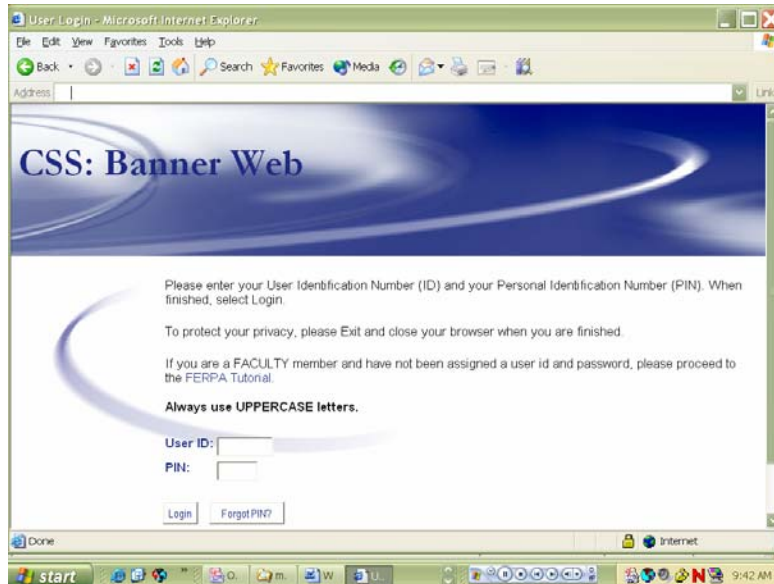 User Login - Microsoft Internet Explorer
File Edit View Favorites Tools Help
Back Search Favorites Media
Address Link
CSS: Banner Web
Please enter your User Identification Number (ID) and your Personal Identification Number (PIN). When
finished, select Login.
To protect your privacy, please Exit and close your browser when you are finished.
If you are a FACULTY member and have not been assigned a user id and password, please proceed to
the FERPA Tutorial.
Always use UPPERCASE letters.
User ID:
PIN:
Login Forgot PIN?
Done Internet
start O. m. W U.. 9:42 AM